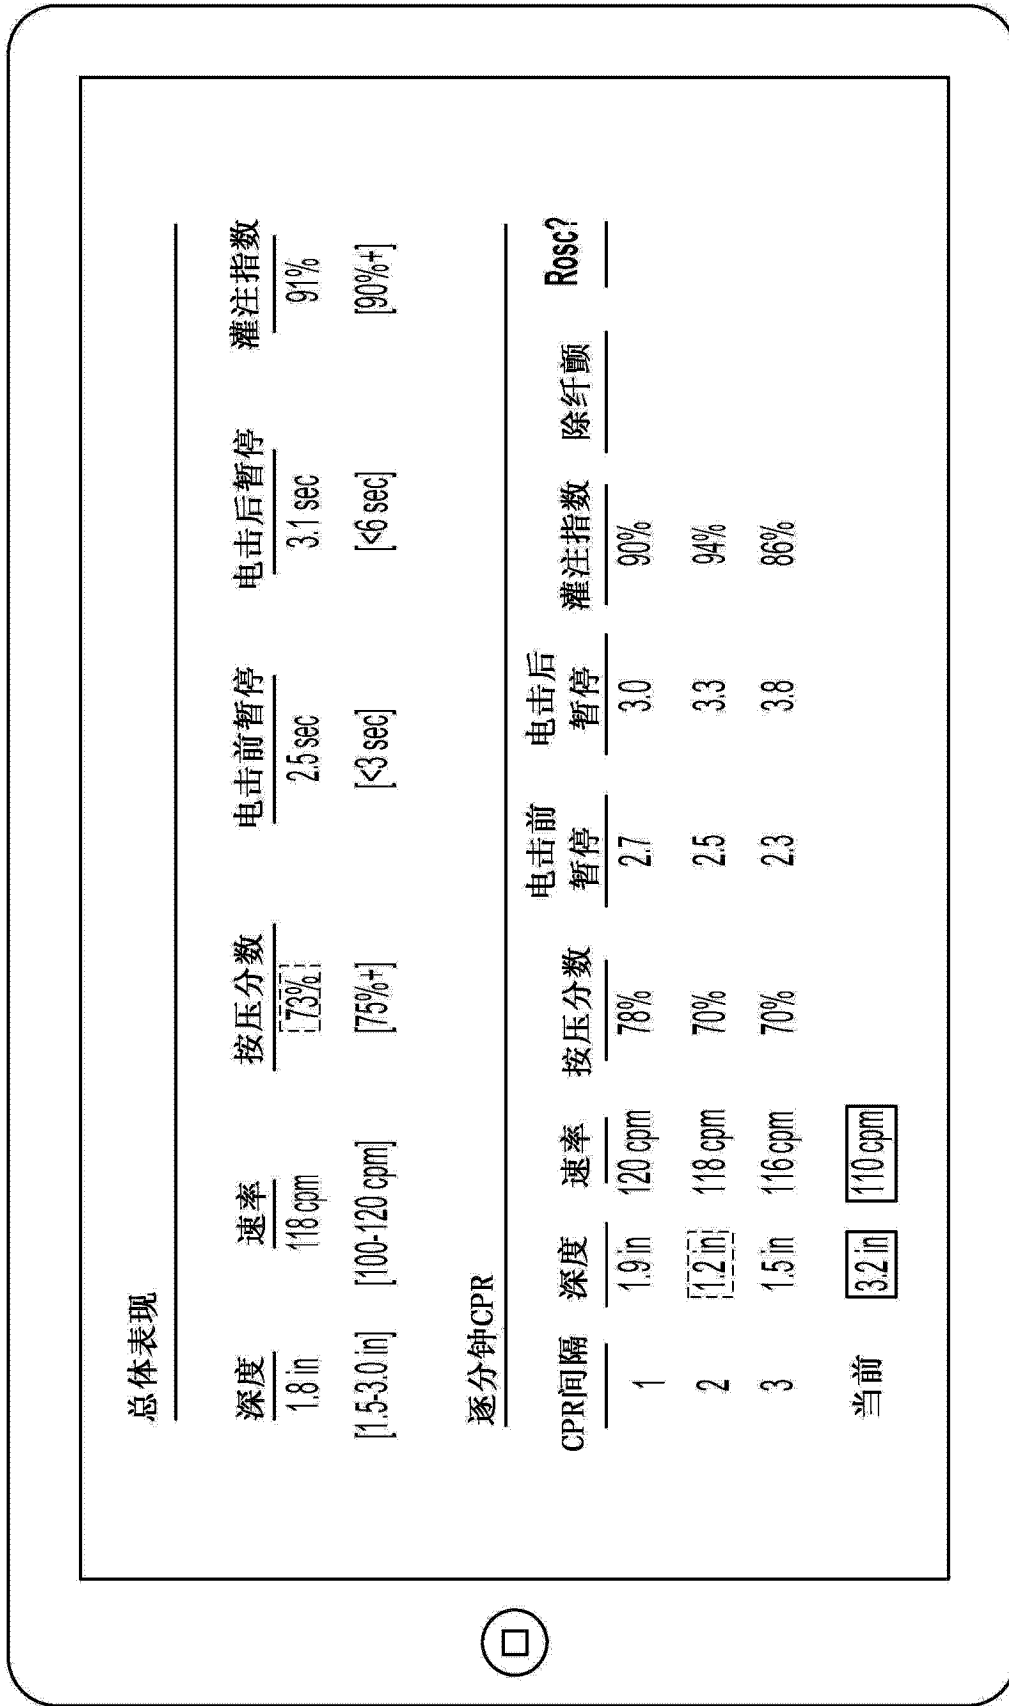 总体表现
深度 速率 按压分数 电击前暂停 电击后暂停 灌注指数
1.8 in 118 cpm 73% 2.5 sec 3.1 sec 91%
[1.5-3.0 in] [100-120 cpm] [75%+] [<3 sec] [<6 sec] [90%+]
逐分钟CPR
电击前 电击后
CPR间隔 深度 速率 按压分数 暂停 暂停 灌注指数 除纤颤 Rosc?
1 1.9 in 120 cpm 78% 2.7 3.0 90%
2 1.2 in 118 cpm 70% 2.5 3.3 94%
3 1.5 in 116 cpm 70% 2.3 3.8 86%
当前 3.2 in 110 cpm